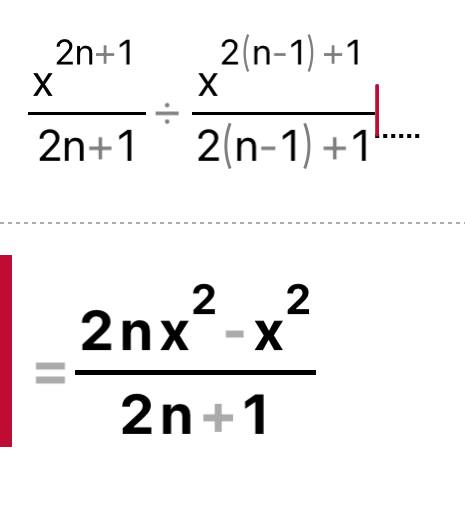 x^(2n+1)/(2n+1) ÷ x^(2(n-1)+1)/(2(n-1)+1)......
= (2nx^2-x^2)/(2n+1)